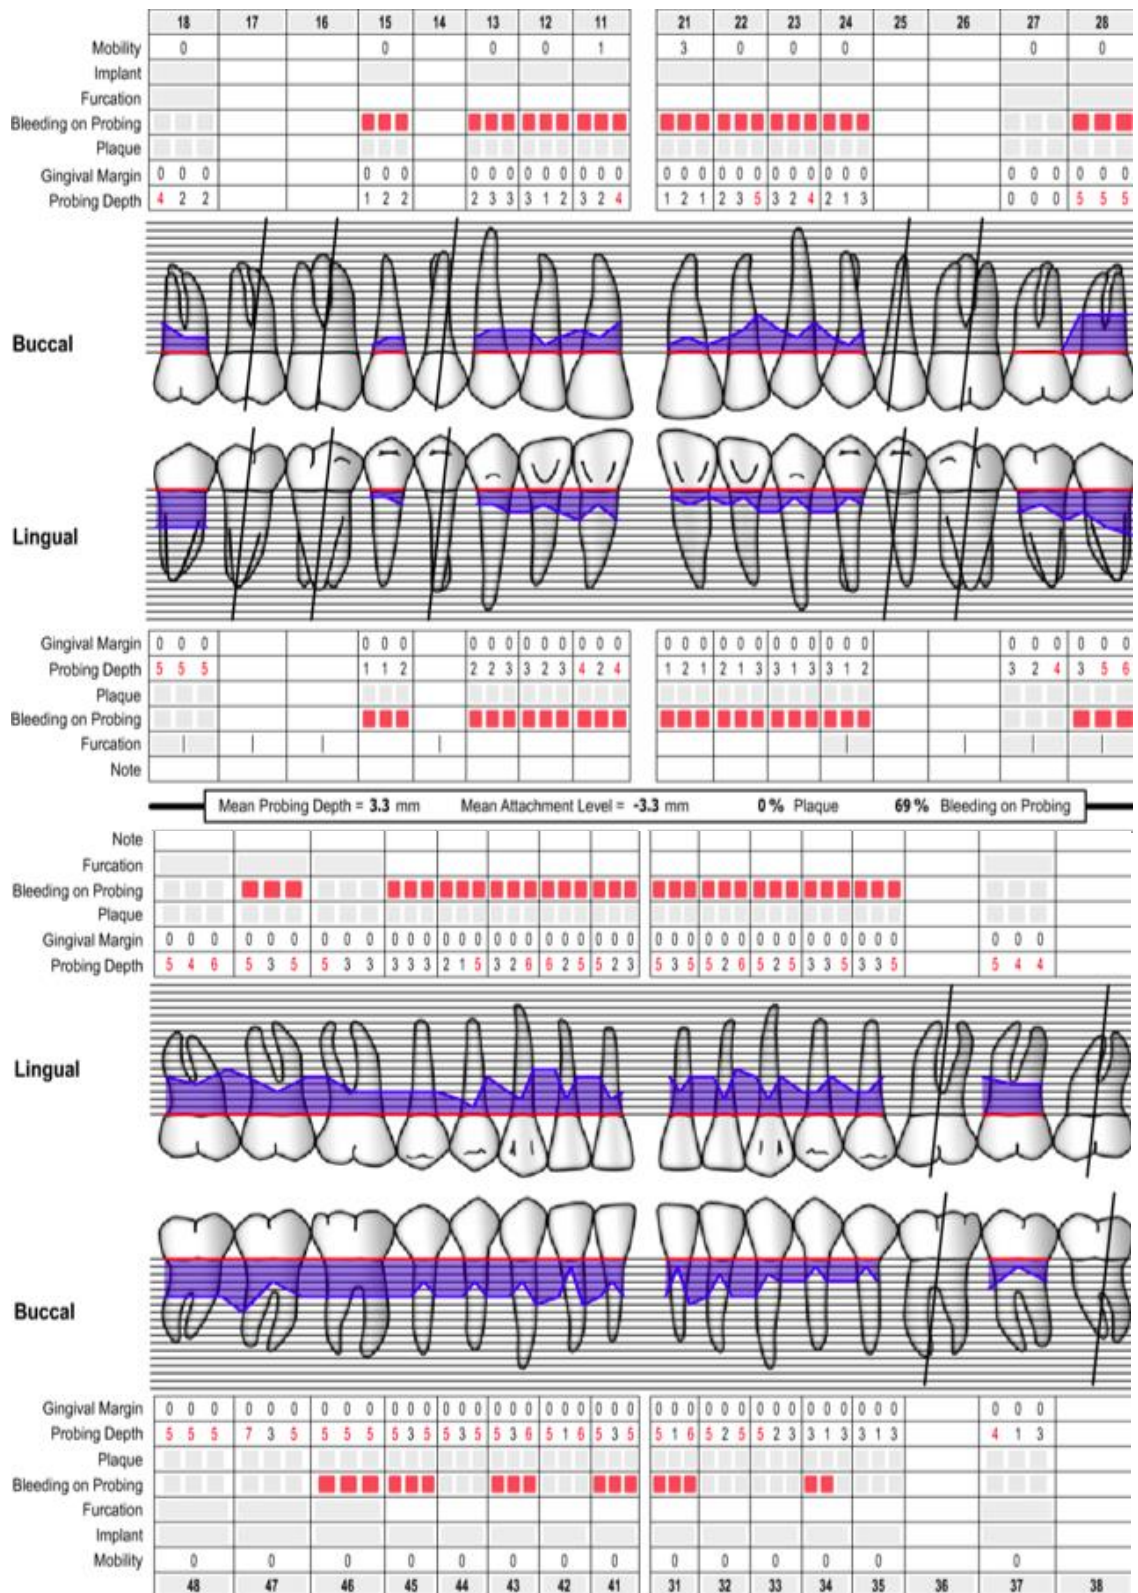 18 17 16 15 14 13 12 11 21 22 23 24 25 26 27 28
Mobility 0 0 0 0 1 3 0 0 0 0 0
Implant
Furcation
Bleeding on Probing
Plaque
Gingival Margin 0 0 0 0 0 0 0 0 0 0 0 0 0 0 0 0 0 0 0 0 0 0 0 0 0 0 0 0 0 0 0 0 0
Probing Depth 4 2 2 1 2 2 2 3 3 3 1 2 3 2 4 1 2 1 2 3 5 3 2 4 2 1 3 0 0 0 5 5 5
Buccal
Lingual
Gingival Margin 0 0 0 0 0 0 0 0 0 0 0 0 0 0 0 0 0 0 0 0 0 0 0 0 0 0 0 0 0 0 0 0 0
Probing Depth 5 5 5 1 1 2 2 2 3 3 2 3 4 2 4 1 2 1 2 1 3 3 1 3 3 1 2 3 2 4 3 5 6
Plaque
Bleeding on Probing
Furcation
Note
Mean Probing Depth = 3.3 mm Mean Attachment Level = -3.3 mm 0 % Plaque 69 % Bleeding on Probing
Note
Furcation
Bleeding on Probing
Plaque
Gingival Margin 0 0 0 0 0 0 0 0 0 0 0 0 0 0 0 0 0 0 0 0 0 0 0 0 0 0 0 0 0 0 0 0 0 0 0 0 0 0 0 0 0 0
Probing Depth 5 4 6 5 3 5 5 3 3 3 3 3 2 1 5 3 2 6 6 2 5 5 2 3 5 3 5 5 2 6 5 2 5 3 3 5 3 3 5 5 4 4
Lingual
Buccal
Gingival Margin 0 0 0 0 0 0 0 0 0 0 0 0 0 0 0 0 0 0 0 0 0 0 0 0 0 0 0 0 0 0 0 0 0 0 0 0 0 0 0 0 0 0
Probing Depth 5 5 5 7 3 5 5 5 5 5 3 5 5 3 5 5 3 6 5 1 6 5 3 5 5 1 6 5 2 5 5 2 3 3 1 3 3 1 3 4 1 3
Plaque
Bleeding on Probing
Furcation
Implant
Mobility 0 0 0 0 0 0 0 0 0 0 0 0 0 0
48 47 46 45 44 43 42 41 31 32 33 34 35 36 37 38